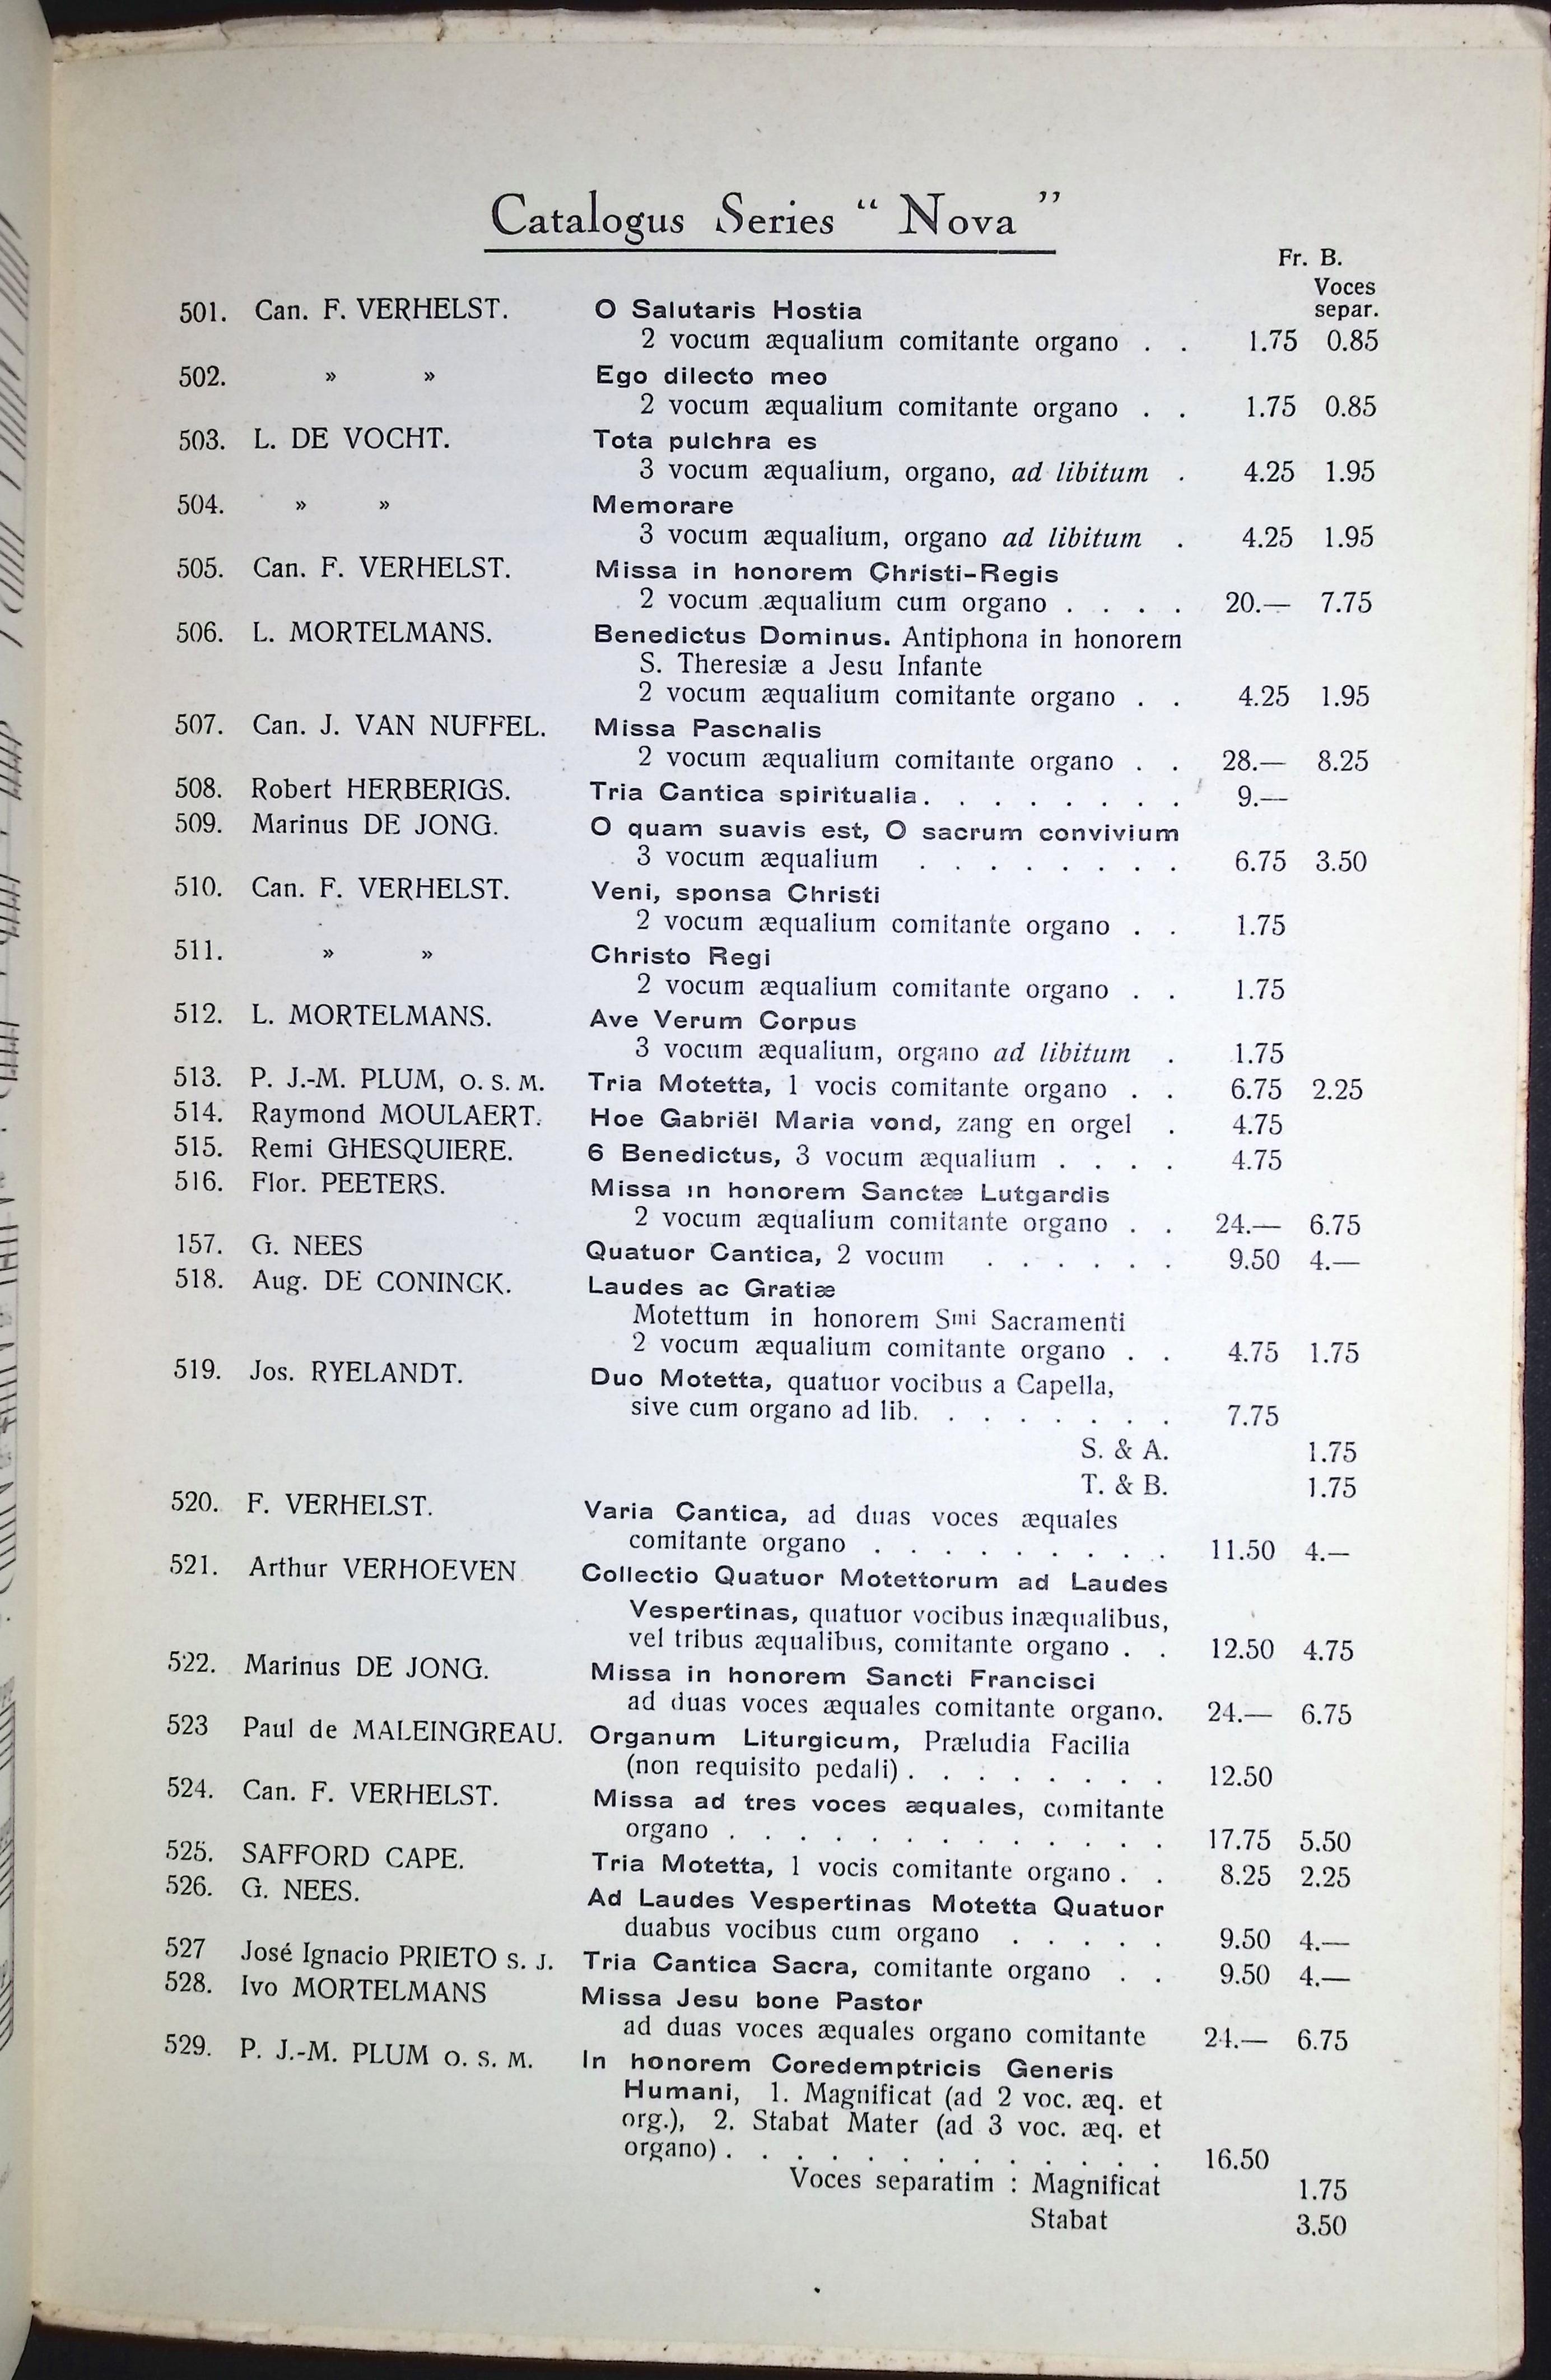 Catalogus Series “ Nova ”
Fr. B.
Voces
separ.
501. Can. F. VERHELST. O Salutaris Hostia
2 vocum æqualium comitante organo . . 1.75 0.85
502. » » Ego dilecto meo
2 vocum æqualium comitante organo . . 1.75 0.85
503. L. DE VOCHT. Tota pulchra es
3 vocum æqualium, organo, ad libitum . 4.25 1.95
504. » » Memorare
3 vocum æqualium, organo ad libitum . 4.25 1.95
505. Can. F. VERHELST. Missa in honorem Christi-Regis
2 vocum æqualium cum organo . . . . 20.— 7.75
506. L. MORTELMANS. Benedictus Dominus. Antiphona in honorem
S. Theresiæ a Jesu Infante
2 vocum æqualium comitante organo . . 4.25 1.95
507. Can. J. VAN NUFFEL. Missa Paschalis
2 vocum æqualium comitante organo . . 28.— 8.25
508. Robert HERBERIGS. Tria Cantica spiritualia. . . . . . . . 9.—
509. Marinus DE JONG. O quam suavis est, O sacrum convivium
3 vocum æqualium . . . . . . . . 6.75 3.50
510. Can. F. VERHELST. Veni, sponsa Christi
2 vocum æqualium comitante organo . . 1.75
511. » » Christo Regi
2 vocum æqualium comitante organo . . 1.75
512. L. MORTELMANS. Ave Verum Corpus
3 vocum æqualium, organo ad libitum . 1.75
513. P. J.-M. PLUM, O. S. M. Tria Motetta, 1 vocis comitante organo . . 6.75 2.25
514. Raymond MOULAERT. Hoe Gabriël Maria vond, zang en orgel . 4.75
515. Remi GHESQUIERE. 6 Benedictus, 3 vocum æqualium . . . . 4.75
516. Flor. PEETERS. Missa in honorem Sanctæ Lutgardis
2 vocum æqualium comitante organo . . 24.— 6.75
157. G. NEES Quatuor Cantica, 2 vocum . . . . . . 9.50 4.—
518. Aug. DE CONINCK. Laudes ac Gratiæ
Motettum in honorem Smi Sacramenti
2 vocum æqualium comitante organo . . 4.75 1.75
519. Jos. RYELANDT. Duo Motetta, quatuor vocibus a Capella,
sive cum organo ad lib. . . . . . . . 7.75
S. & A. 1.75
T. & B. 1.75
520. F. VERHELST. Varia Cantica, ad duas voces æquales
comitante organo . . . . . . . . . 11.50 4.—
521. Arthur VERHOEVEN Collectio Quatuor Motettorum ad Laudes
Vespertinas, quatuor vocibus inæqualibus,
vel tribus æqualibus, comitante organo . . 12.50 4.75
522. Marinus DE JONG. Missa in honorem Sancti Francisci
ad duas voces æquales comitante organo. 24.— 6.75
523 Paul de MALEINGREAU. Organum Liturgicum, Præludia Facilia
(non requisito pedali) . . . . . . . . 12.50
524. Can. F. VERHELST. Missa ad tres voces æquales, comitante
organo . . . . . . . . . . . . . 17.75 5.50
525. SAFFORD CAPE. Tria Motetta, 1 vocis comitante organo . . 8.25 2.25
526. G. NEES. Ad Laudes Vespertinas Motetta Quatuor
duabus vocibus cum organo . . . . . 9.50 4.—
527 José Ignacio PRIETO S. J. Tria Cantica Sacra, comitante organo . . 9.50 4.—
528. Ivo MORTELMANS Missa Jesu bone Pastor
ad duas voces æquales organo comitante 24.— 6.75
529. P. J.-M. PLUM O. S. M. In honorem Coredemptricis Generis
Humani, 1. Magnificat (ad 2 voc. æq. et
org.), 2. Stabat Mater (ad 3 voc. æq. et
organo) . . . . . . . . . . . . . 16.50
Voces separatim : Magnificat 1.75
Stabat 3.50